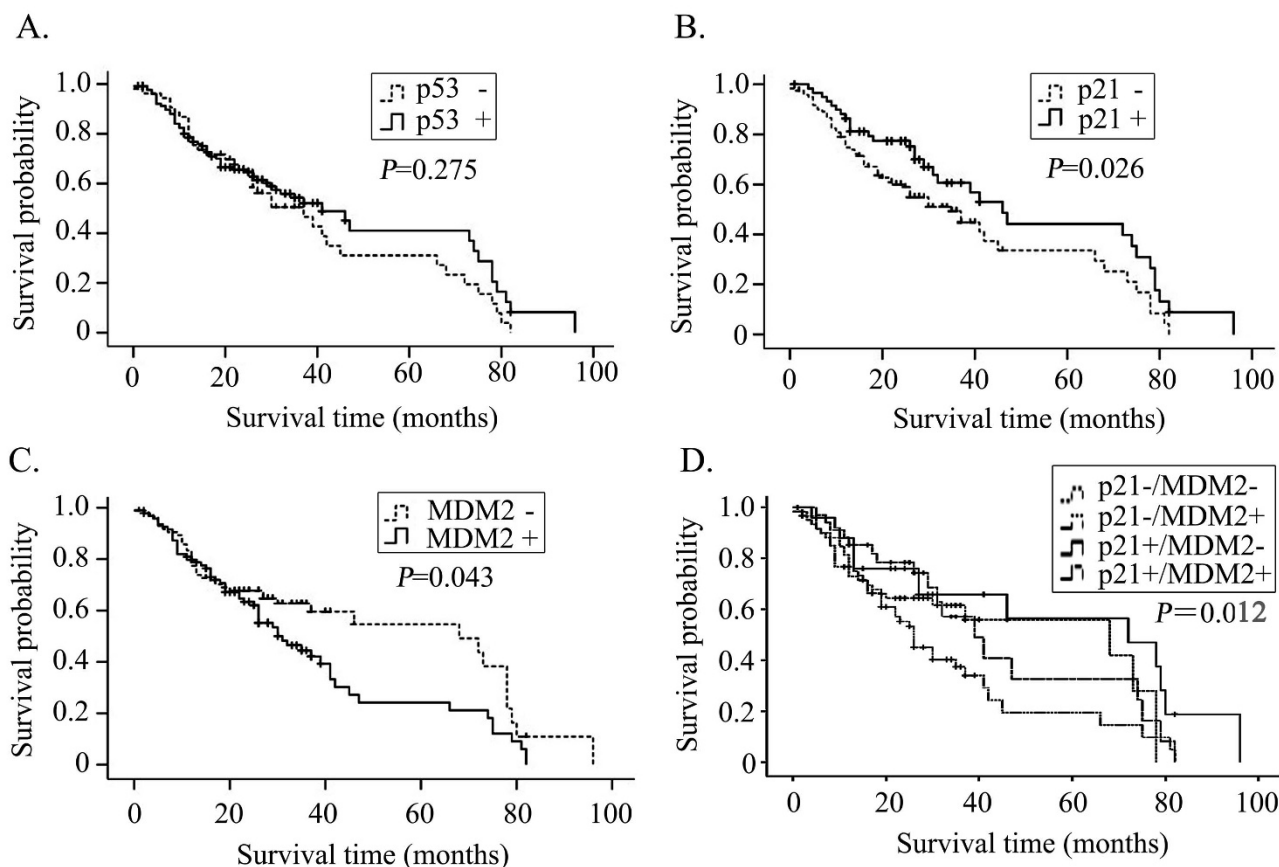 A.
1.0
0.8
0.6
0.4
0.2
0
Survival probability
p53 -
p53 +
P=0.275
0 20 40 60 80 100
Survival time (months)
B.
1.0
0.8
0.6
0.4
0.2
0
Survival probability
p21 -
p21 +
P=0.026
0 20 40 60 80 100
Survival time (months)
C.
1.0
0.8
0.6
0.4
0.2
0
Survival probability
MDM2 -
MDM2 +
P=0.043
0 20 40 60 80 100
Survival time (months)
D.
1.0
0.8
0.6
0.4
0.2
0
Survival probability
p21-/MDM2-
p21-/MDM2+
p21+/MDM2-
p21+/MDM2+
P=0.012
0 20 40 60 80 100
Survival time (months)